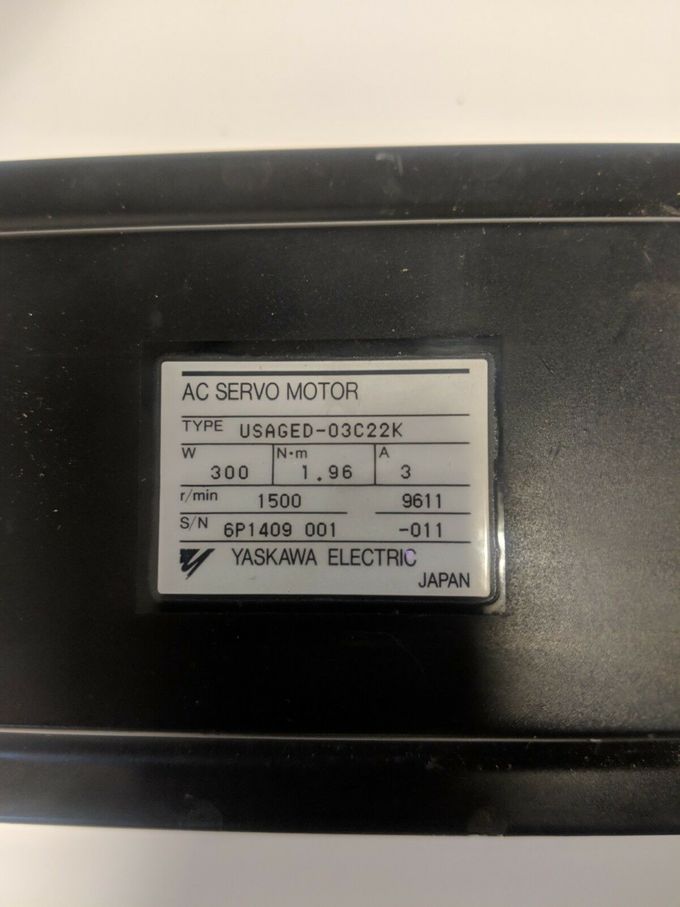 AC SERVO MOTOR
TYPE USAGED-03C22K
W 300 N·m 1.96 A 3
r/min 1500 9611
S/N 6P1409 001 -011
YASKAWA ELECTRIC
JAPAN